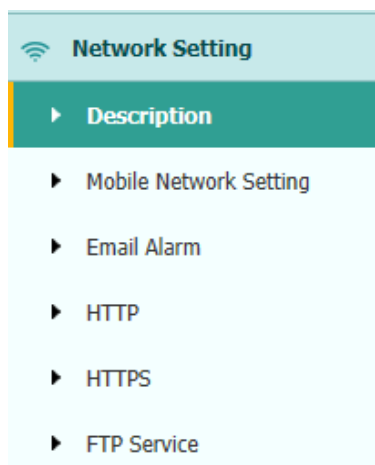 Network Setting
Description
Mobile Network Setting
Email Alarm
HTTP
HTTPS
FTP Service